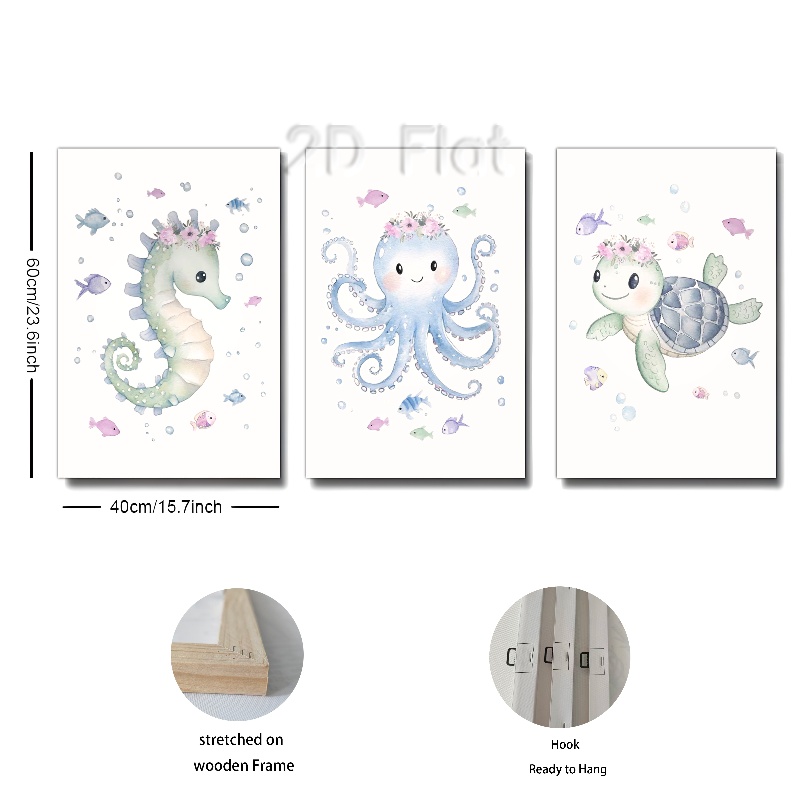 2D Flat
60cm/23.6inch
40cm/15.7inch
stretched on
wooden Frame
Hook
Ready to Hang